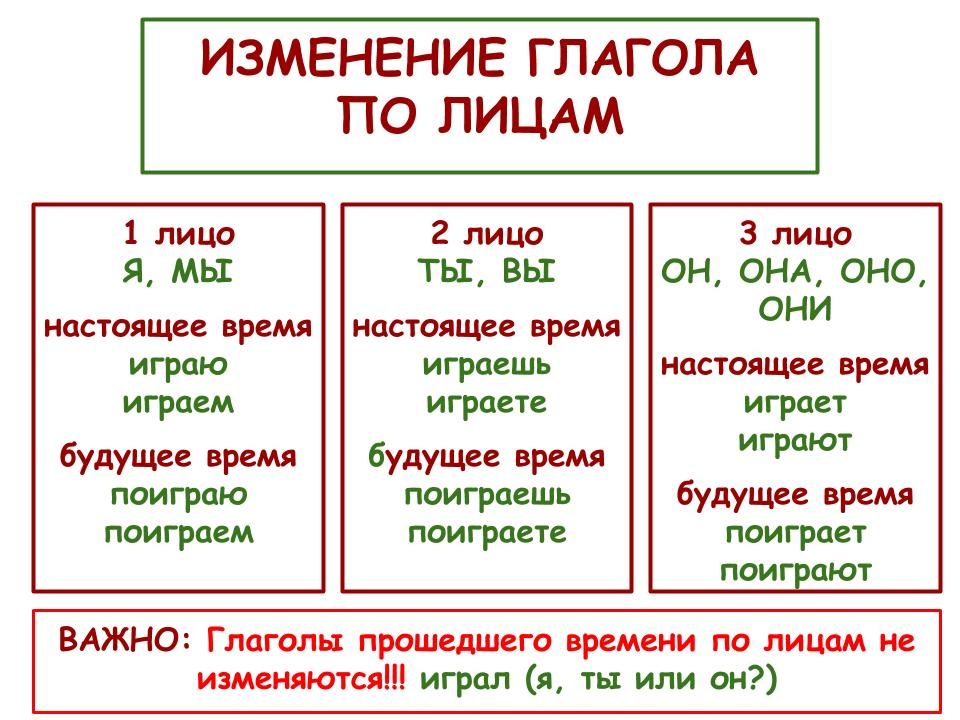 ИЗМЕНЕНИЕ ГЛАГОЛА
ПО ЛИЦАМ
1 лицо
Я, МЫ
настоящее время
играю
играем
будущее время
поиграю
поиграем
2 лицо
ТЫ, ВЫ
настоящее время
играешь
играете
будущее время
поиграешь
поиграете
3 лицо
ОН, ОНА, ОНО,
ОНИ
настоящее время
играет
играют
будущее время
поиграет
поиграют
ВАЖНО: Глаголы прошедшего времени по лицам не
изменяются!!! играл (я, ты или он?)